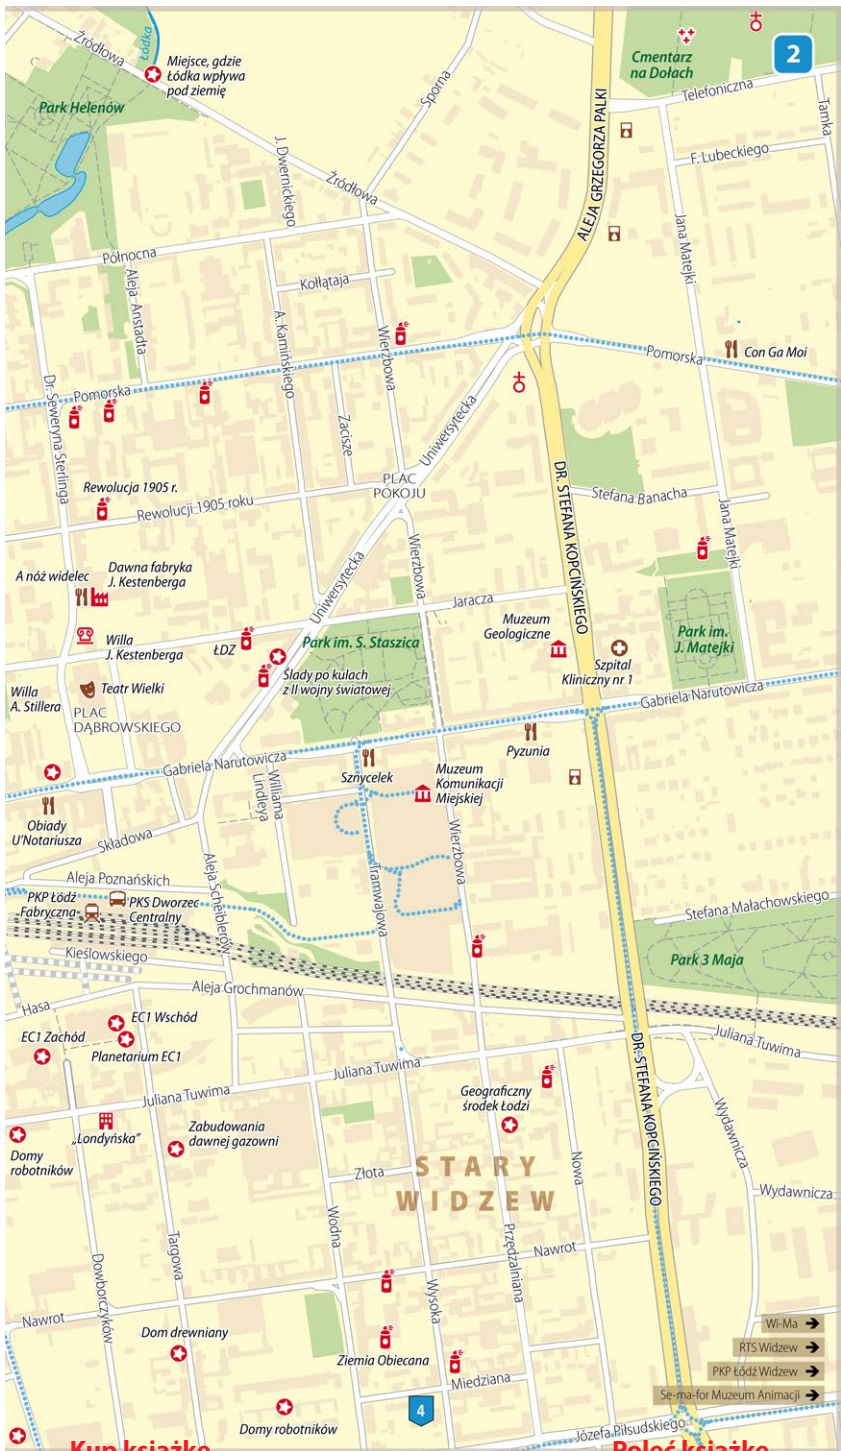 Źródłowa
Łódka
Miejsce, gdzie
Łódka wpływa
pod ziemię
Park Helenów
Sporna
Cmentarz
na Dołach
2
Telefoniczna
Tamka
F. Lubeckiego
ALEJA GRZEGORZA PALKI
J. Dwernickiego
Źródłowa
Jana Matejki
Północna
Aleja Anstadta
Kołłątaja
A. Kamińskiego
Wierzbowa
Pomorska
Con Ga Moi
Pomorska
Dr. Seweryna Sterlinga
Zacisze
Uniwersytecka
PLAC
POKOJU
DR. STEFANA KOPCIŃSKIEGO
Rewolucja 1905 r.
Rewolucji 1905 roku
Stefana Banacha
Jana Matejki
Wierzbowa
Uniwersytecka
A nóż widelec
Dawna fabryka
J. Kestenberga
Jaracza
Muzeum
Geologiczne
Park im.
J. Matejki
Willa
J. Kestenberga
ŁDZ
Park im. S. Staszica
Szpital
Kliniczny nr 1
Ślady po kulach
z II wojny światowej
Willa
A. Stillera
Teatr Wielki
PLAC
DĄBROWSKIEGO
Gabriela Narutowicza
Gabriela Narutowicza
Pyzunia
Sznycelek
Muzeum
Komunikacji
Miejskiej
Williama
Lindleya
Obiady
U'Notariusza
Składowa
Wierzbowa
Aleja Scheiblerów
Tramwajowa
Aleja Poznańskich
PKP Łódź
Fabryczna
PKS Dworzec
Centralny
Stefana Małachowskiego
Kieślowskiego
Park 3 Maja
Aleja Grochmanów
Hasa
EC1 Wschód
EC1 Zachód
Planetarium EC1
Juliana Tuwima
DR. STEFANA KOPCIŃSKIEGO
Juliana Tuwima
Juliana Tuwima
Geograficzny
środek Łodzi
„Londyńska”
Zabudowania
dawnej gazowni
Domy
robotników
Wydawnicza
STARY
WIDZEW
Złota
Nowa
Wydawnicza
Wodna
Przędzalniana
Targowa
Dowborczyków
Nawrot
Wysoka
Nawrot
Dom drewniany
Ziemia Obiecana
Miedziana
Wi-Ma
RTS Widzew
PKP Łódź Widzew
Se-ma-for Muzeum Animacji
4
Domy robotników
Józefa Piłsudskiego
Kup książkę
Poleć książkę